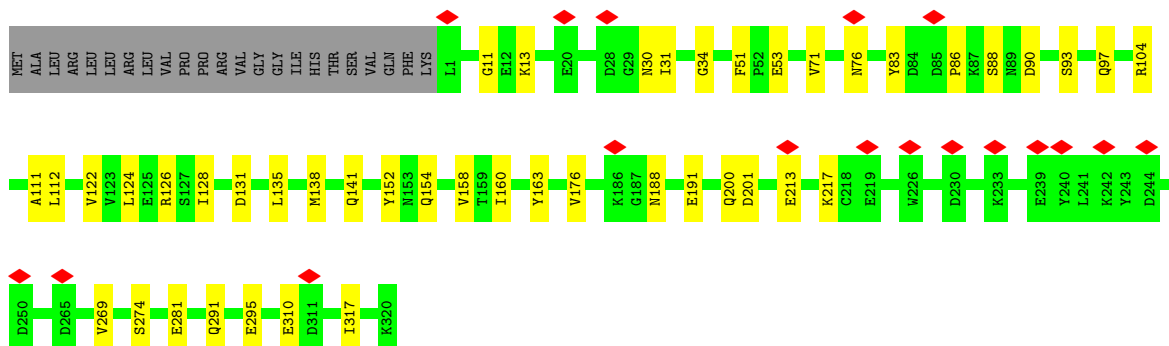 MET ALA LEU ARG LEU LEU LEU ARG LEU VAL PRO PRO ARG VAL GLY GLY ILE HIS THR SER VAL GLN PHE LYS L1 G11 E12 K13 E20 D28 G29 N30 I31 G34 F51 P52 E53 V71 N76 Y83 D84 D85 P86 K87 S88 N89 D90 S93 Q97 R104
A111 L112 V122 V123 L124 E125 R126 S127 I128 D131 L135 M138 Q141 Y152 N153 Q154 V158 T159 I160 Y163 V176 K186 G187 N188 E191 Q200 D201 E213 K217 C218 E219 W226 D230 K233 E239 Y240 L241 K242 Y243 D244
D250 D265 V269 S274 E281 Q291 E295 E310 D311 I317 K320